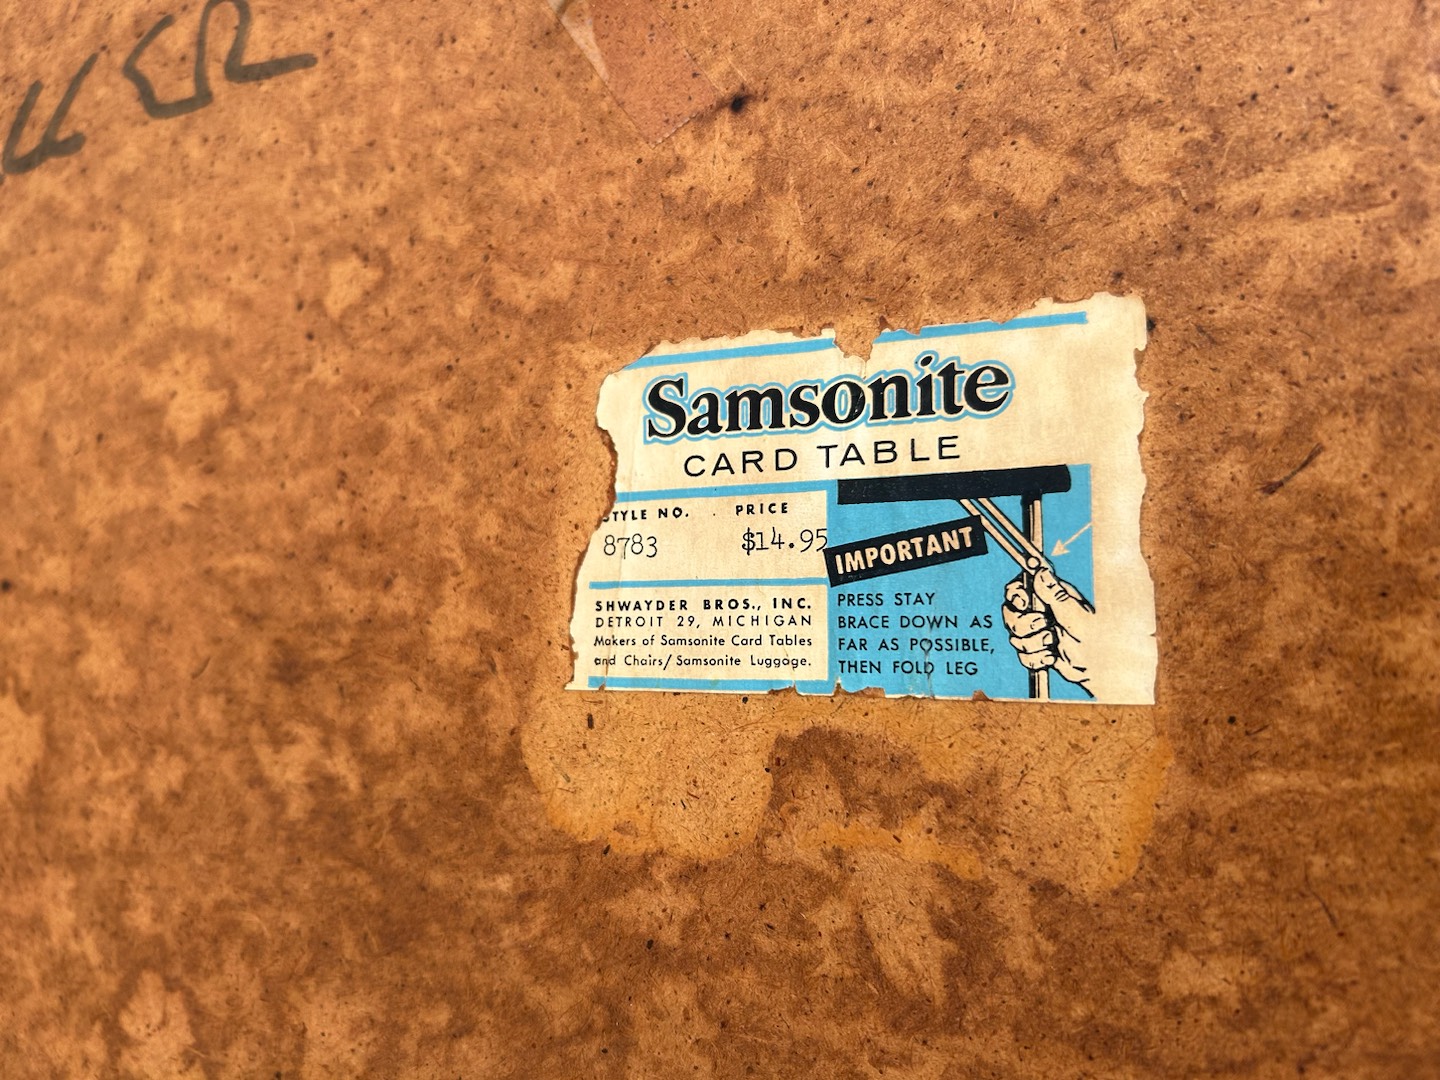 ER
Samsonite
CARD TABLE
STYLE NO. PRICE
8783 $14.95
SHWAYDER BROS., INC.
DETROIT 29, MICHIGAN
Makers of Samsonite Card Tables
and Chairs/Samsonite Luggage.
IMPORTANT
PRESS STAY
BRACE DOWN AS
FAR AS POSSIBLE,
THEN FOLD LEG